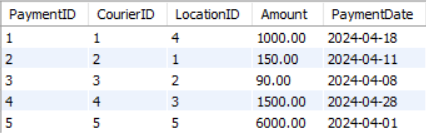 PaymentID CourierID LocationID Amount PaymentDate
1 1 4 1000.00 2024-04-18
2 2 1 150.00 2024-04-11
3 3 2 90.00 2024-04-08
4 4 3 1500.00 2024-04-28
5 5 5 6000.00 2024-04-01